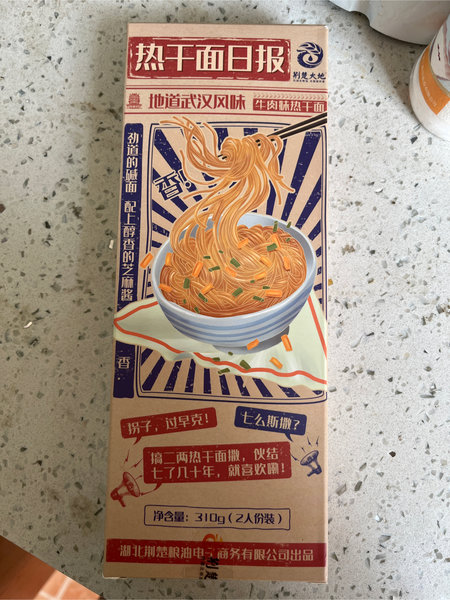 热干面日报
荆楚大地
地道武汉风味
牛肉味热干面
劲道的碱面 配上醇香的芝麻酱
香!
香
拐子，过早克！
七么斯撒？
搞二两热干面撒，伙结
七了几十年，就喜欢嘞！
净含量：310g（2人份装）
湖北荆楚粮油电子商务有限公司出品
荆楚